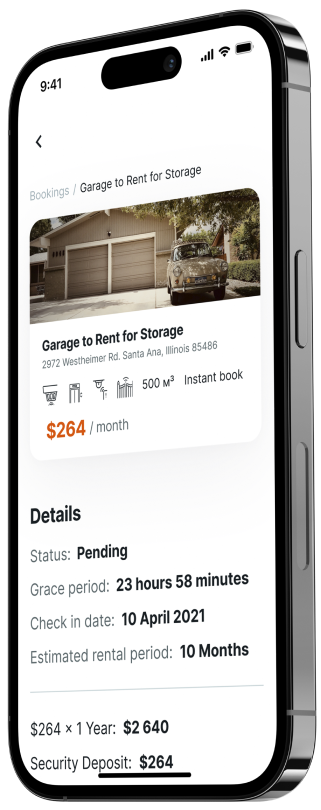 9:41
Bookings / Garage to Rent for Storage
Garage to Rent for Storage
2972 Westheimer Rd. Santa Ana, Illinois 85486
500 м³ Instant book
$264 / month
Details
Status: Pending
Grace period: 23 hours 58 minutes
Check in date: 10 April 2021
Estimated rental period: 10 Months
$264 × 1 Year: $2 640
Security Deposit: $264